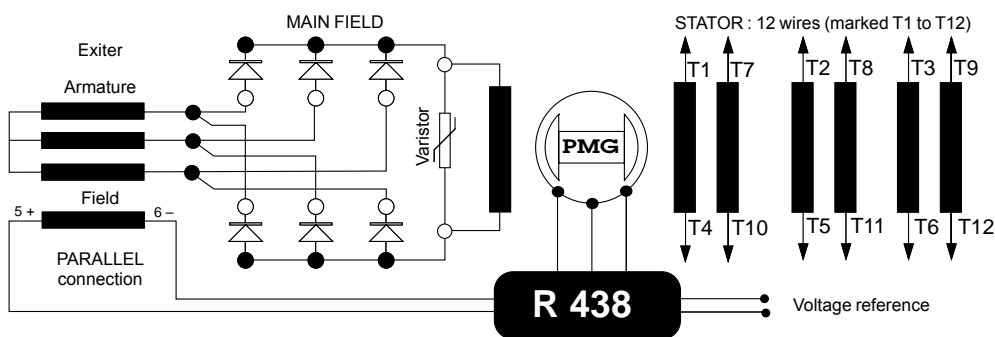 MAIN FIELD
STATOR : 12 wires (marked T1 to T12)
Exiter
Armature
Varistor
PMG
T1
T7
T2
T8
T3
T9
T4
T10
T5
T11
T6
T12
Field
5 +
6 –
PARALLEL
connection
R 438
Voltage reference